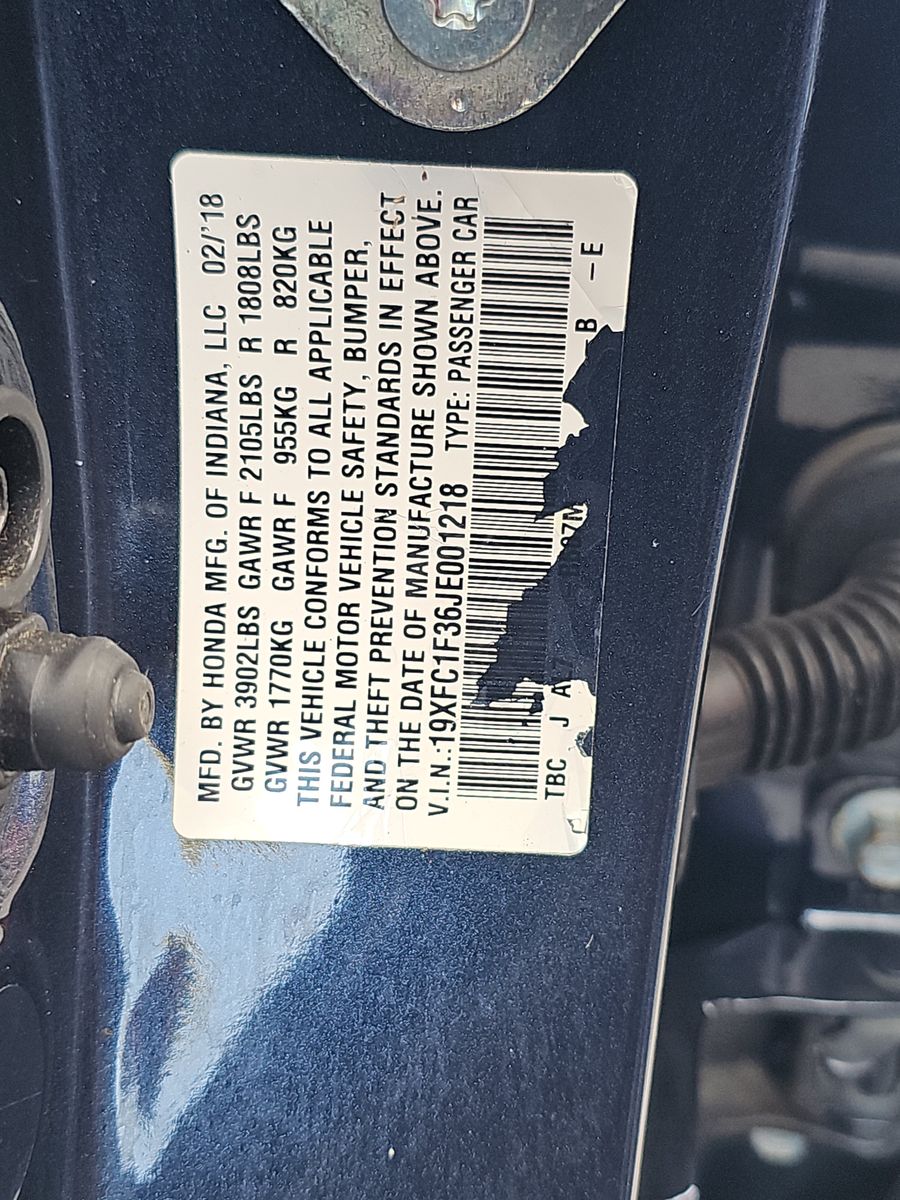 MFD. BY HONDA MFG. OF INDIANA, LLC 02/'18
GVWR 3902LBS GAWR F 2105LBS R 1808LBS
GVWR 1770KG GAWR F 955KG R 820KG
THIS VEHICLE CONFORMS TO ALL APPLICABLE
FEDERAL MOTOR VEHICLE SAFETY, BUMPER,
AND THEFT PREVENTION STANDARDS IN EFFECT
ON THE DATE OF MANUFACTURE SHOWN ABOVE.
V.I.N.:19XFC1F36JE001218 TYPE: PASSENGER CAR
TBC J A B -E